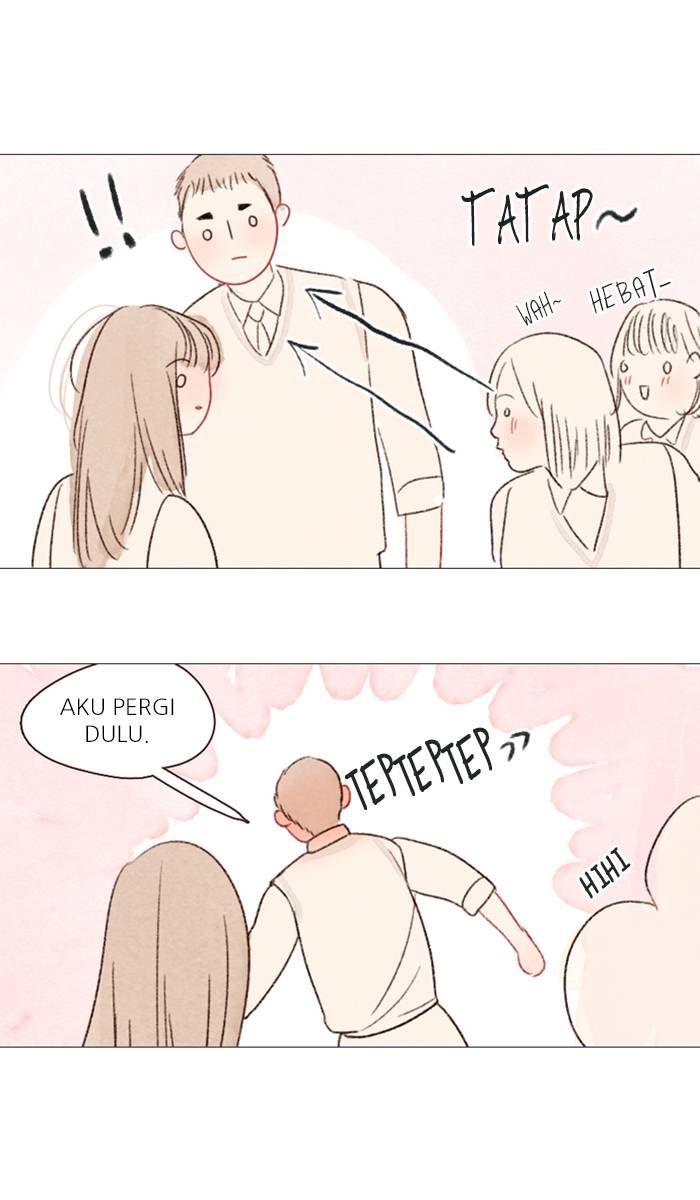 !!
TATAP~
WAH~
HEBAT-
AKU PERGI
DULU.
TEPTEPTEP
HIHI